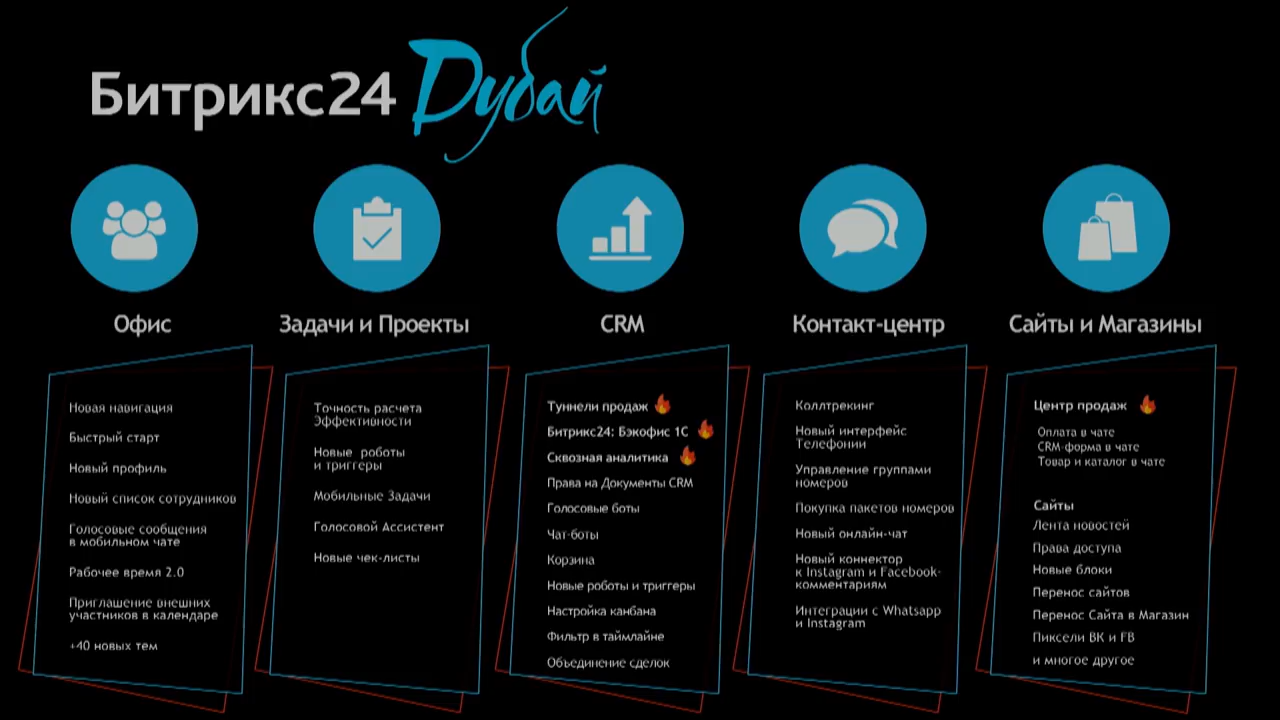 Битрикс24 Дубай
Офис
Новая навигация
Быстрый старт
Новый профиль
Новый список сотрудников
Голосовые сообщения
в мобильном чате
Рабочее время 2.0
Приглашение внешних
участников в календаре
+40 новых тем
Задачи и Проекты
Точность расчета
Эффективности
Новые роботы
и триггеры
Мобильные Задачи
Голосовой Ассистент
Новые чек-листы
CRM
Туннели продаж
Битрикс24: Бэкофис 1С
Сквозная аналитика
Права на Документы CRM
Голосовые боты
Чат-боты
Корзина
Новые роботы и триггеры
Настройка канбана
Фильтр в таймлайне
Объединение сделок
Контакт-центр
Коллтрекинг
Новый интерфейс
Телефонии
Управление группами
номеров
Покупка пакетов номеров
Новый онлайн-чат
Новый коннектор
к Instagram и Facebook-
комментариям
Интеграции с Whatsapp
и Instagram
Сайты и Магазины
Центр продаж
Оплата в чате
CRM-форма в чате
Товар и каталог в чате
Сайты
Лента новостей
Права доступа
Новые блоки
Перенос сайтов
Перенос Сайта в Магазин
Пиксели ВК и FB
и многое другое